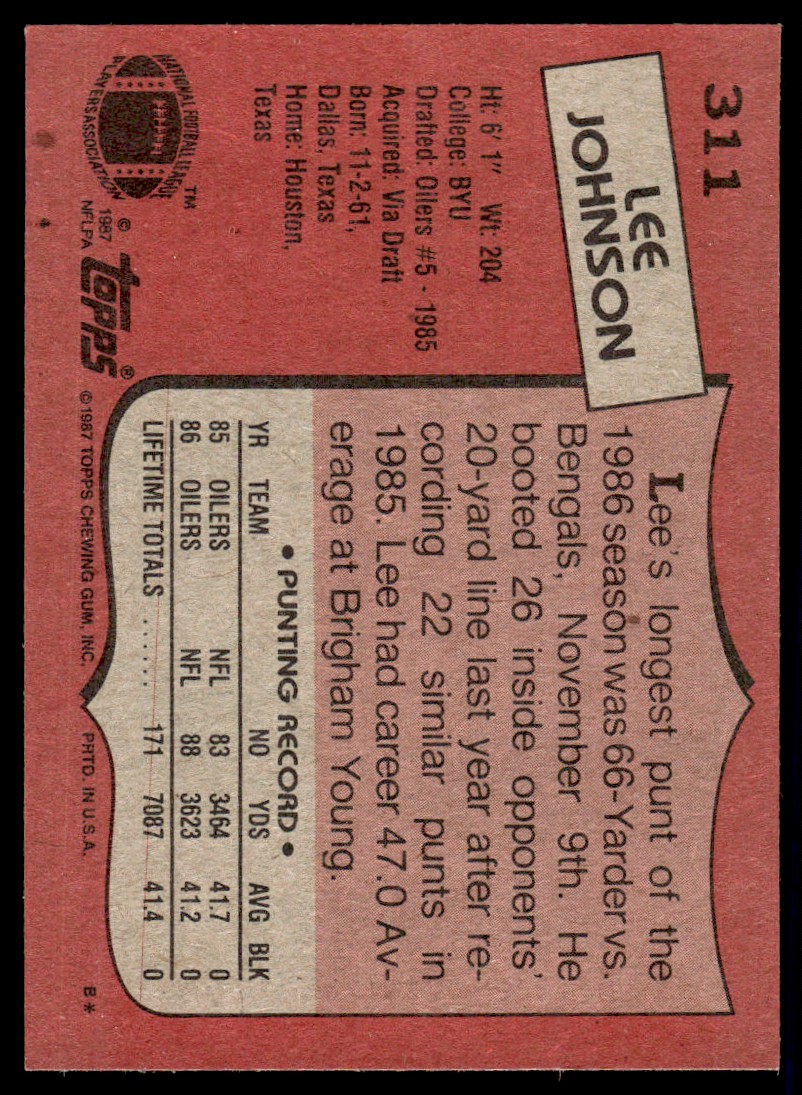 311
LEE
JOHNSON
Ht: 6' 1" Wt: 204
College: BYU
Drafted: Oilers #5 - 1985
Acquired: Via Draft
Born: 11-2-61,
Dallas, Texas
Home: Houston,
Texas
NATIONAL FOOTBALL LEAGUE
PLAYERS ASSOCIATION
TM
© 1987
NFLPA
topps®
Lee's longest punt of the
1986 season was 66-Yarder vs.
Bengals, November 9th. He
booted 26 inside opponents'
20-yard line last year after re-
cording 22 similar punts in
1985. Lee had career 47.0 Av-
erage at Brigham Young.
• PUNTING RECORD •
YR TEAM NO YDS AVG BLK
85 OILERS NFL 83 3464 41.7 0
86 OILERS NFL 88 3623 41.2 0
LIFETIME TOTALS ...... 171 7087 41.4 0
© 1987 TOPPS CHEWING GUM, INC. PRTD. IN U.S.A. B*